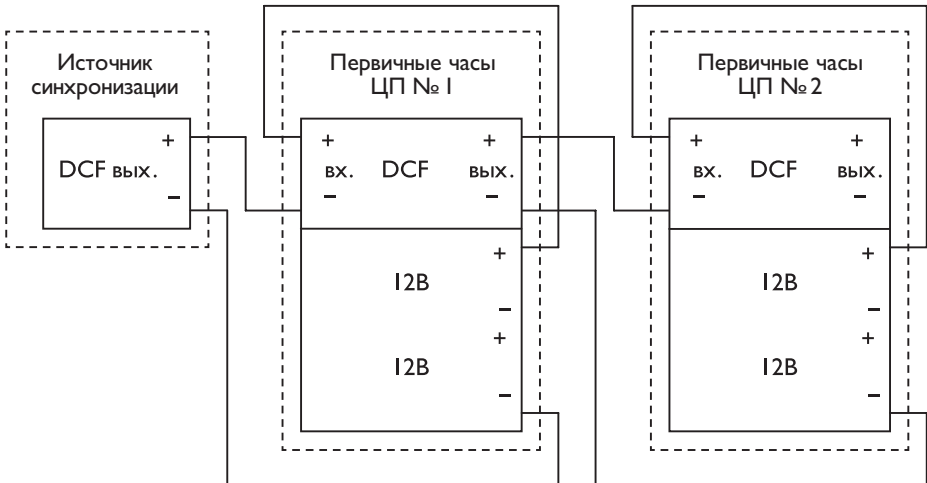 Источник
синхронизации
+
DCF вых.
−
Первичные часы
ЦП № 1
+ +
вх. DCF вых.
− −
+
12В
−
+
12В
−
Первичные часы
ЦП № 2
+ +
вх. DCF вых.
− −
+
12В
−
+
12В
−